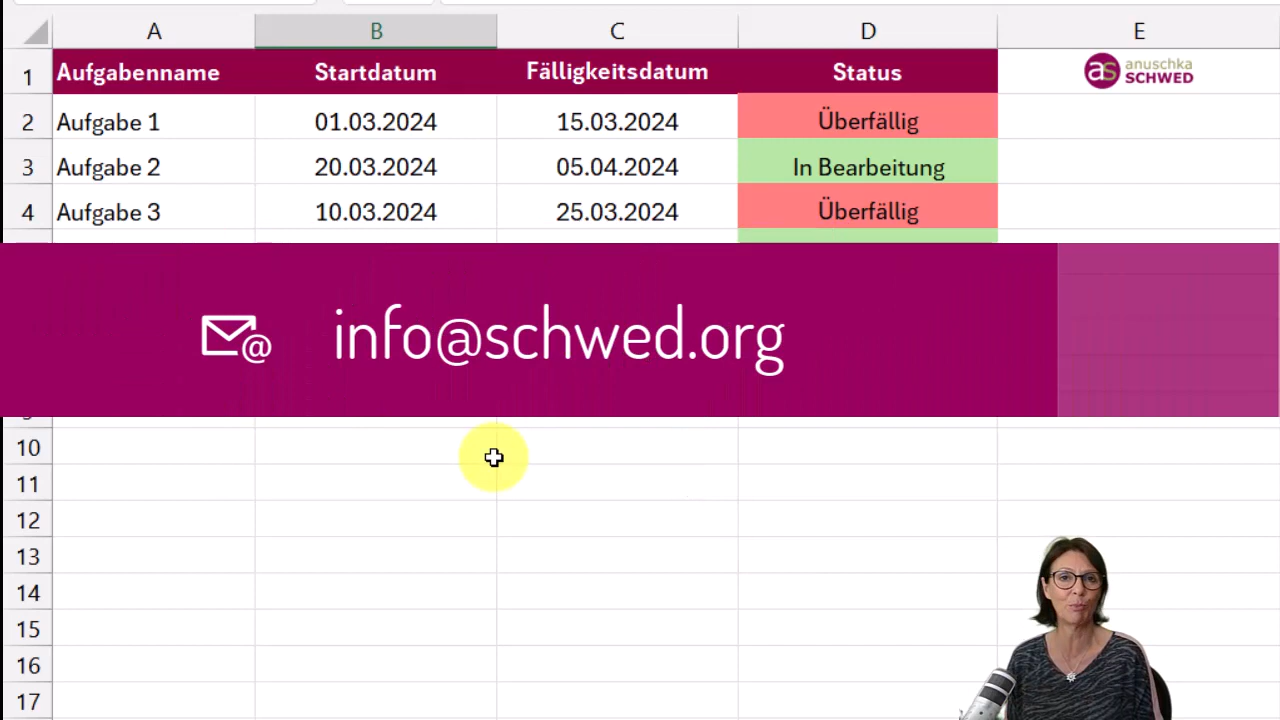 A B C D E
1 Aufgabenname Startdatum Fälligkeitsdatum Status
as anuschka
SCHWED
2 Aufgabe 1 01.03.2024 15.03.2024 Überfällig
3 Aufgabe 2 20.03.2024 05.04.2024 In Bearbeitung
4 Aufgabe 3 10.03.2024 25.03.2024 Überfällig
@ info@schwed.org
10
11
12
13
14
15
16
17